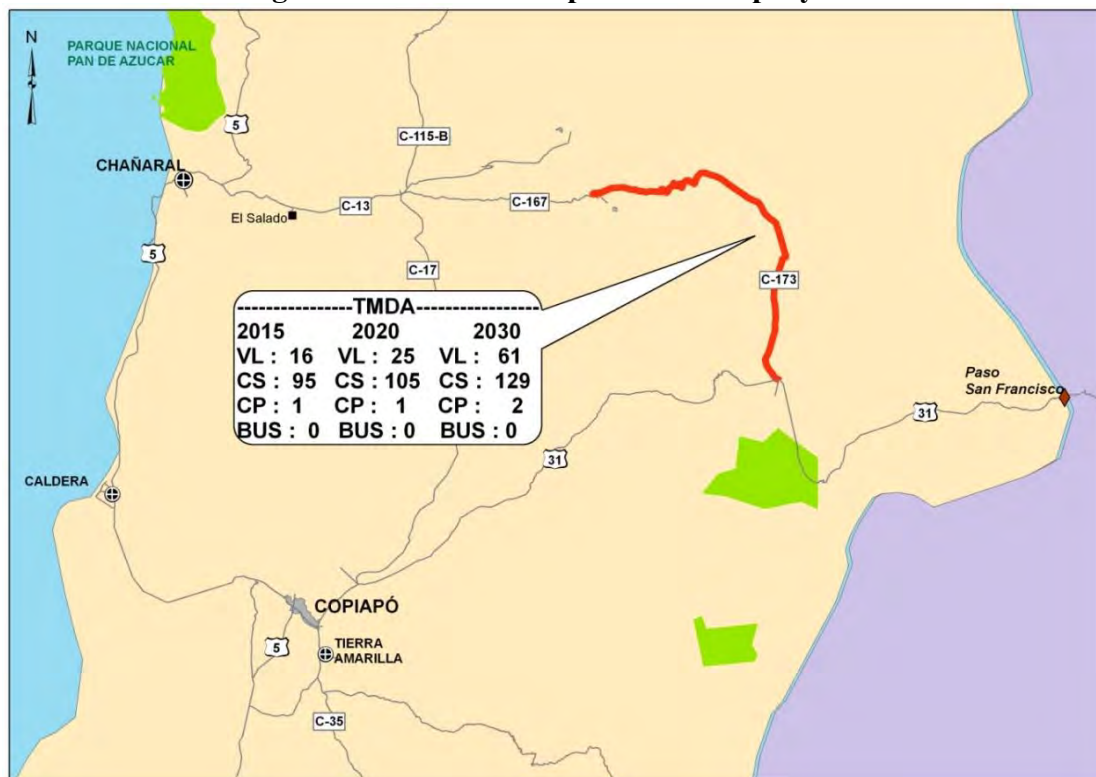 N
PARQUE NACIONAL
PAN DE AZUCAR
5
C-115-B
CHAÑARAL
El Salado
C-13
C-167
5
C-17
C-173
------------------TMDA------------------
2015 2020 2030
VL : 16 VL : 25 VL : 61
CS : 95 CS : 105 CS : 129
CP : 1 CP : 1 CP : 2
BUS : 0 BUS : 0 BUS : 0
Paso
San Francisco
31
31
CALDERA
COPIAPÓ
5
TIERRA
AMARILLA
C-35